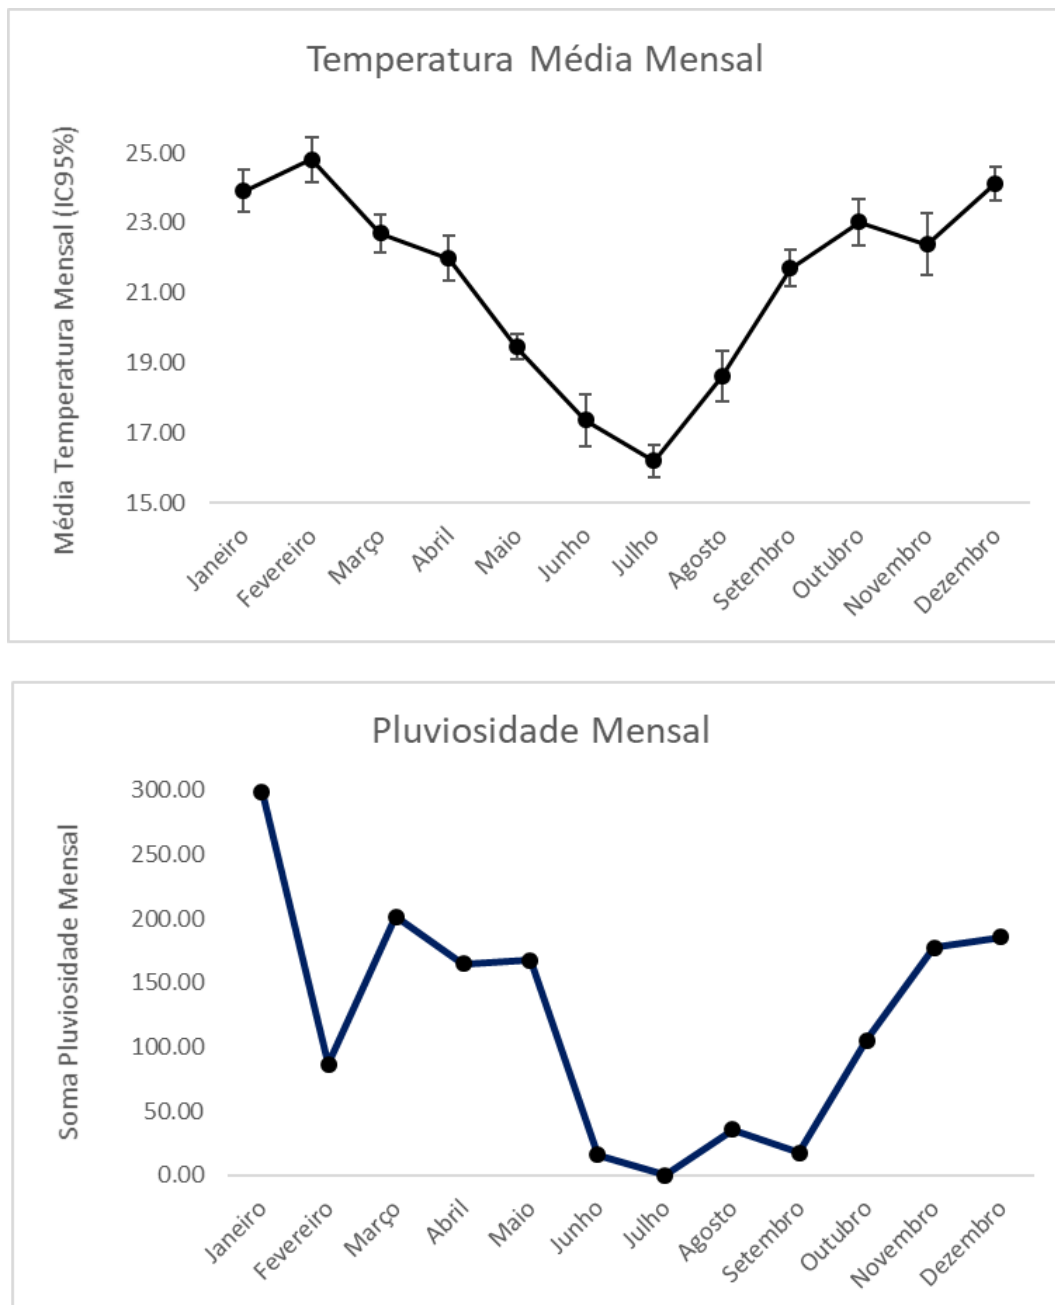 Temperatura Média Mensal
Média Temperatura Mensal (IC95%)
25.00
23.00
21.00
19.00
17.00
15.00
Janeiro
Fevereiro
Março
Abril
Maio
Junho
Julho
Agosto
Setembro
Outubro
Novembro
Dezembro
Pluviosidade Mensal
Soma Pluviosidade Mensal
300.00
250.00
200.00
150.00
100.00
50.00
0.00
Janeiro
Fevereiro
Março
Abril
Maio
Junho
Julho
Agosto
Setembro
Outubro
Novembro
Dezembro